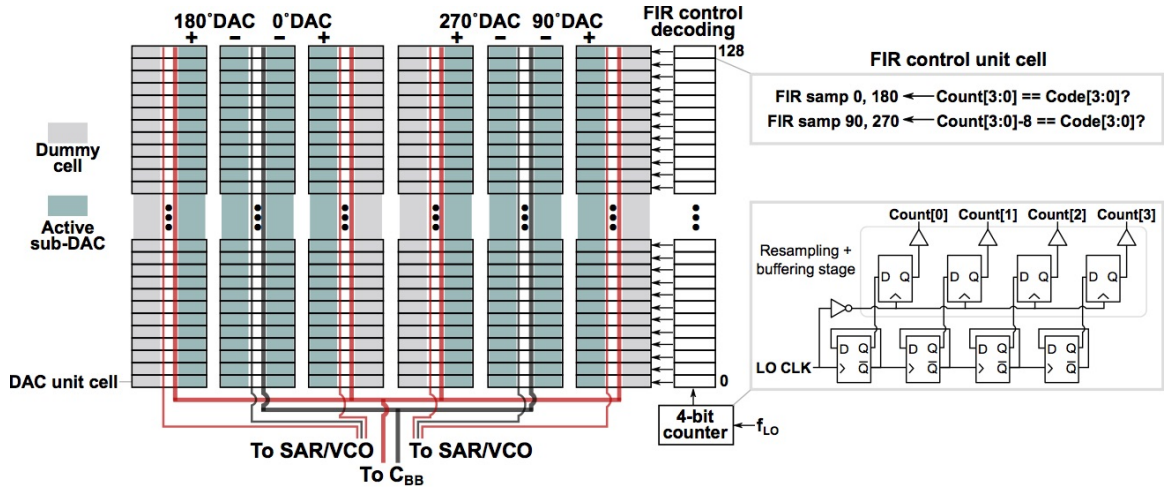 180°DAC 0°DAC 270°DAC 90°DAC FIR control
decoding
+ − − + + − − +
128
FIR control unit cell
FIR samp 0, 180 Count[3:0] == Code[3:0]?
FIR samp 90, 270 Count[3:0]-8 == Code[3:0]?
Dummy
cell
Active
sub-DAC
Count[0] Count[1] Count[2] Count[3]
Resampling +
buffering stage
D Q D Q D Q D Q
D Q D Q D Q D Q
LO CLK
Q̅ Q̅ Q̅ Q̅
DAC unit cell
0
4-bit
counter
fLO
To SAR/VCO To SAR/VCO
To CBB